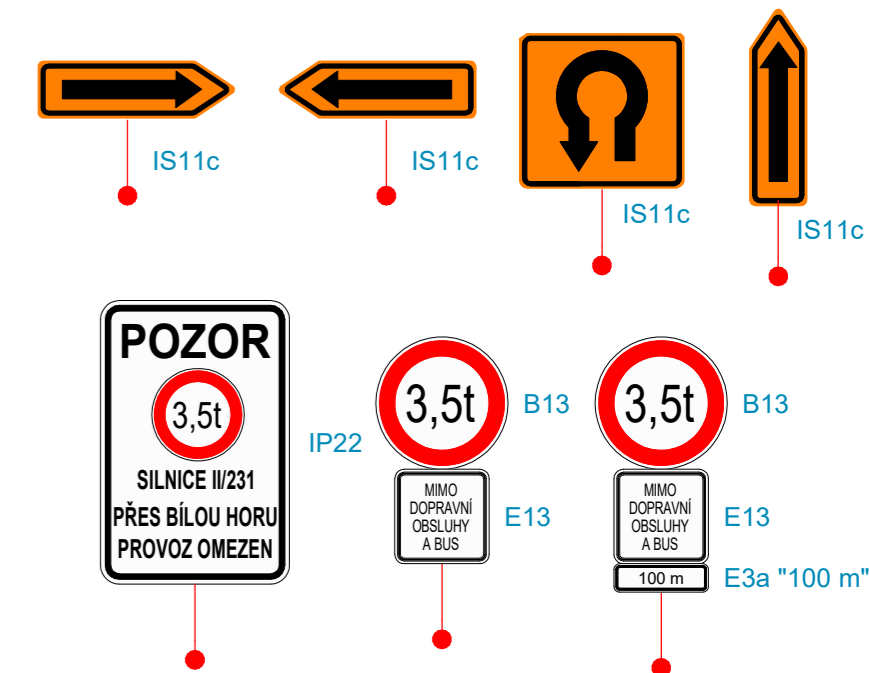 IS11c
IS11c
IS11c
IS11c
POZOR
3,5t
SILNICE II/231
PŘES BÍLOU HORU
PROVOZ OMEZEN
IP22
3,5t
B13
MIMO
DOPRAVNÍ
OBSLUHY
A BUS
E13
3,5t
B13
MIMO
DOPRAVNÍ
OBSLUHY
A BUS
E13
100 m
E3a "100 m"